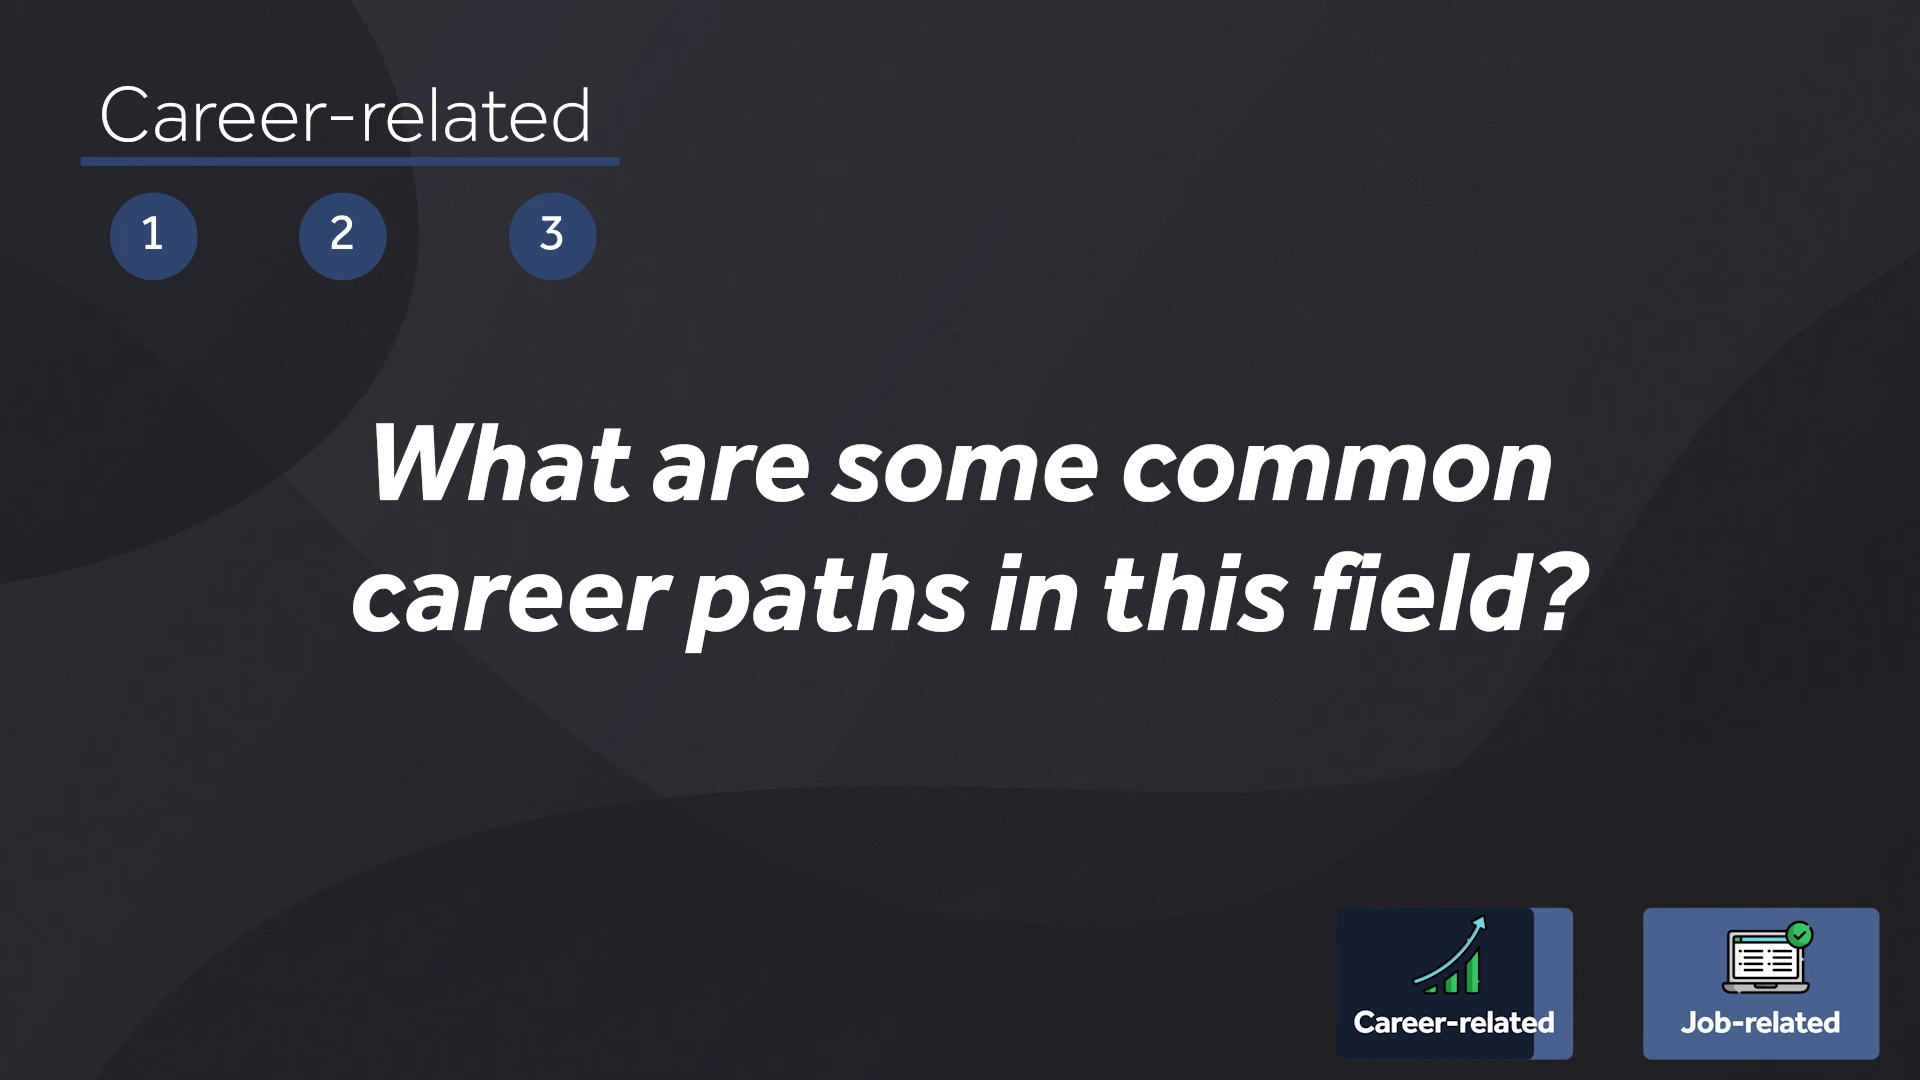 Career-related
1 2 3
What are some common
career paths in this field?
Career-related
Job-related